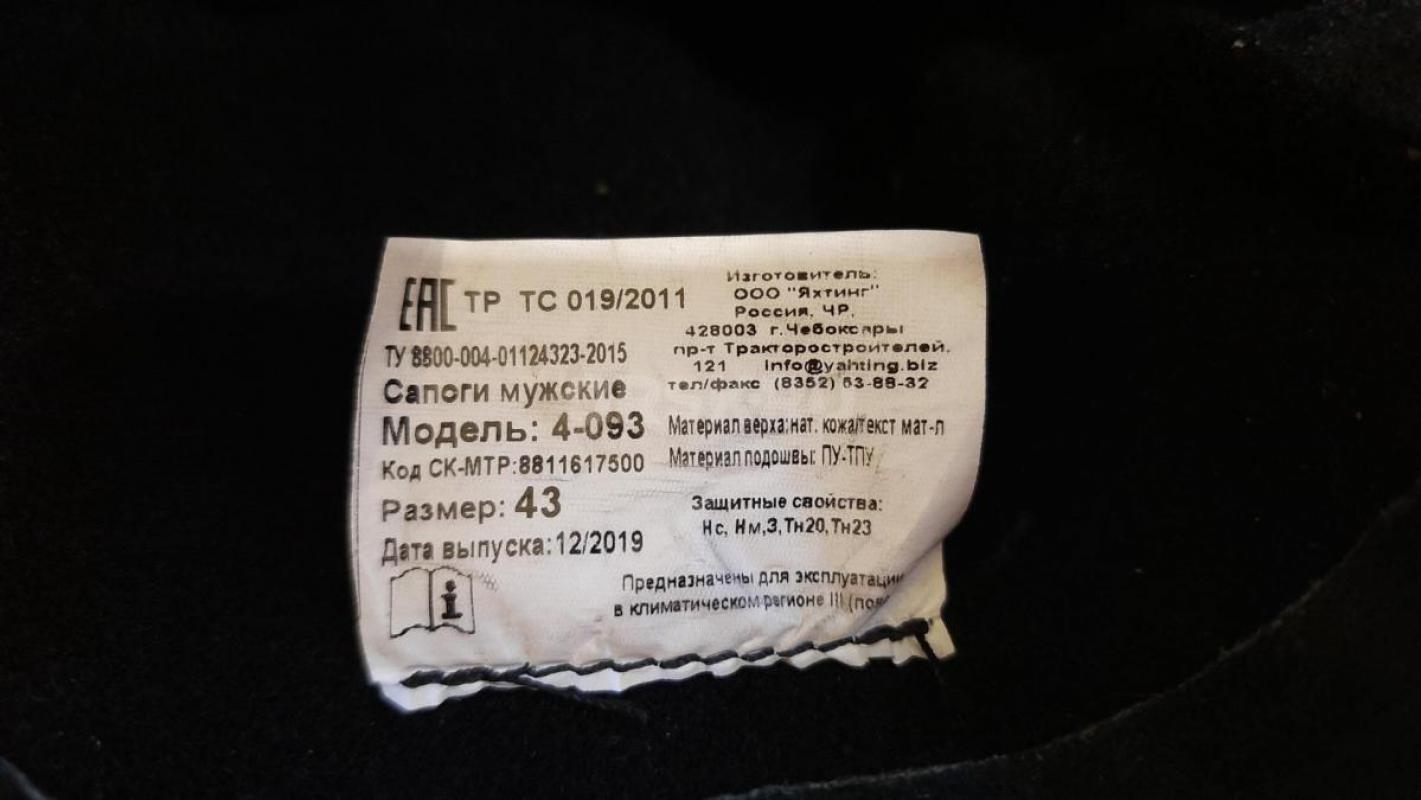 EAC ТР ТС 019/2011
ТУ 8800-004-01124323-2015
Сапоги мужские
Модель: 4-093
Код СК-МТР:8811617500
Размер: 43
Дата выпуска:12/2019
i
Изготовитель:
ООО "Яхтинг"
Россия, ЧР,
428003 г.Чебоксары
пр-т Тракторостроителей,
121 info@yahting.biz
тел/факс (8352) 63-88-32
Материал верха:нат. кожа/текст мат-л
Материал подошвы: ПУ-ТПУ
Защитные свойства:
Нс, Нм,З,Тн20,Тн23
Предназначены для эксплуатации
в климатическом регионе III